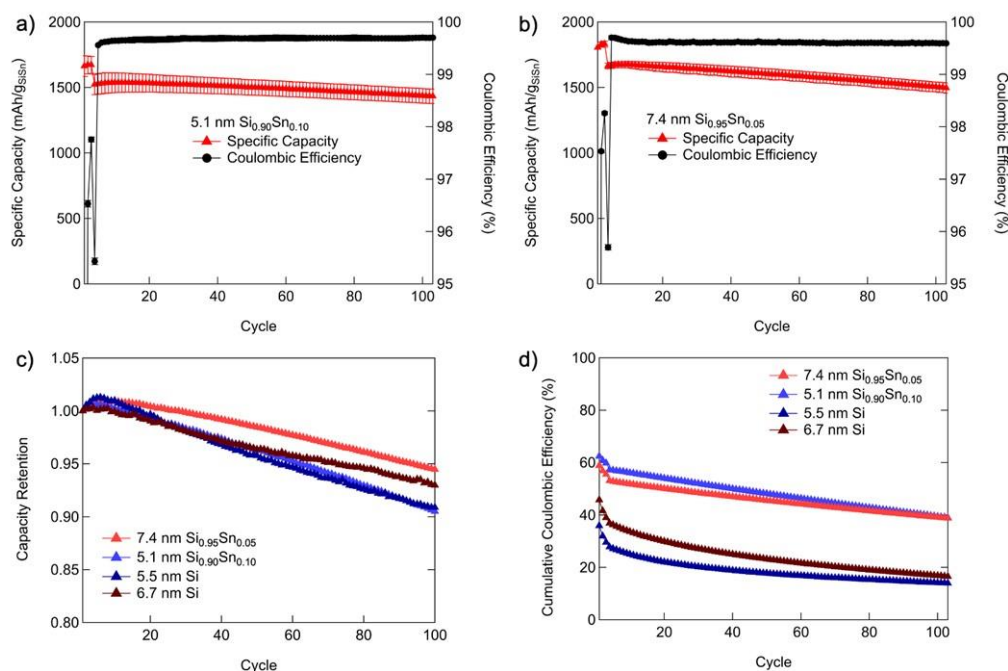 a)
2000
1500
1000
500
0
Specific Capacity (mAh/gSiSn)
100
99
98
97
96
95
Coulombic Efficiency (%)
5.1 nm Si0.90Sn0.10
Specific Capacity
Coulombic Efficiency
20 40 60 80 100
Cycle
b)
2000
1500
1000
500
0
Specific Capacity (mAh/gSiSn)
100
99
98
97
96
95
Coulombic Efficiency (%)
7.4 nm Si0.95Sn0.05
Specific Capacity
Coulombic Efficiency
20 40 60 80 100
Cycle
c)
1.05
1.00
0.95
0.90
0.85
0.80
Capacity Retention
7.4 nm Si0.95Sn0.05
5.1 nm Si0.90Sn0.10
5.5 nm Si
6.7 nm Si
20 40 60 80 100
Cycle
d)
100
80
60
40
20
0
Cumulative Coulombic Efficiency (%)
7.4 nm Si0.95Sn0.05
5.1 nm Si0.90Sn0.10
5.5 nm Si
6.7 nm Si
20 40 60 80 100
Cycle